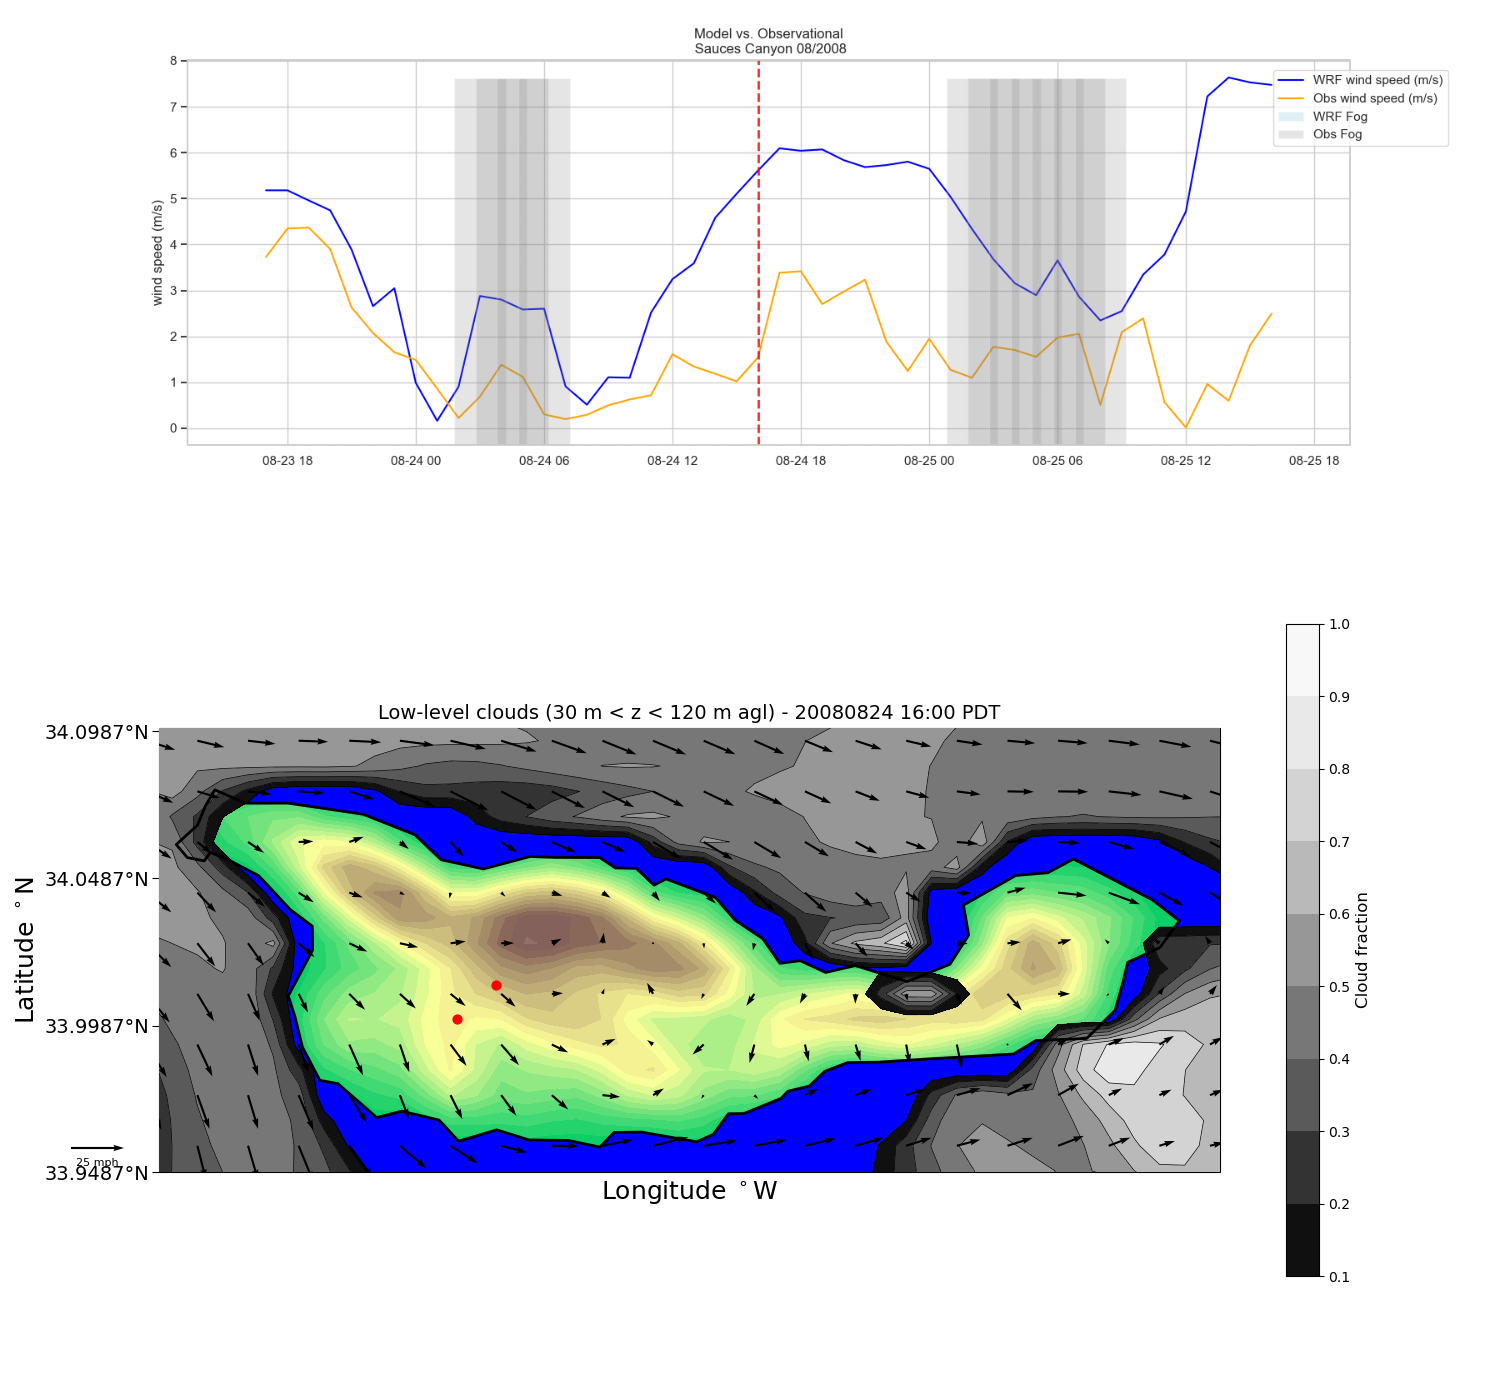 Model vs. Observational
Sauces Canyon 08/2008
8
7
6
5
4
3
2
1
0
wind speed (m/s)
WRF wind speed (m/s)
Obs wind speed (m/s)
WRF Fog
Obs Fog
08-23 18
08-24 00
08-24 06
08-24 12
08-24 18
08-25 00
08-25 06
08-25 12
08-25 18
Low-level clouds (30 m < z < 120 m agl) - 20080824 16:00 PDT
34.0987°N
34.0487°N
33.9987°N
33.9487°N
Latitude °N
25 mph
Longitude °W
1.0
0.9
0.8
0.7
0.6
0.5
0.4
0.3
0.2
0.1
Cloud fraction